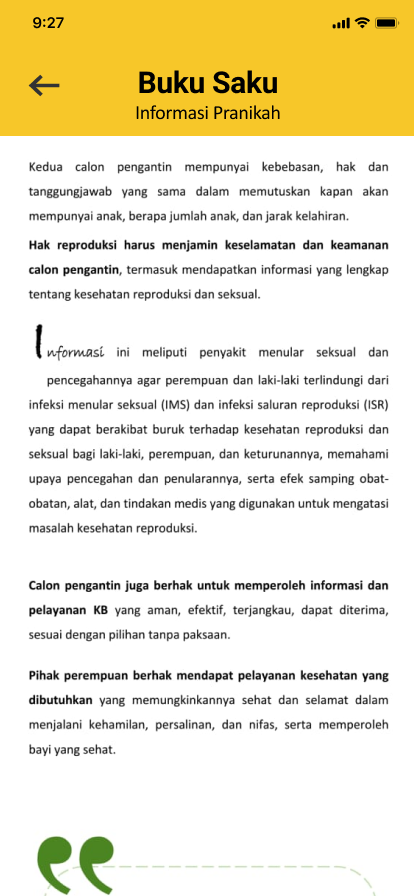 9:27
Buku Saku
Informasi Pranikah
Kedua calon pengantin mempunyai kebebasan, hak dan
tanggungjawab yang sama dalam memutuskan kapan akan
mempunyai anak, berapa jumlah anak, dan jarak kelahiran.
Hak reproduksi harus menjamin keselamatan dan keamanan
calon pengantin, termasuk mendapatkan informasi yang lengkap
tentang kesehatan reproduksi dan seksual.
Informasi ini meliputi penyakit menular seksual dan
pencegahannya agar perempuan dan laki-laki terlindungi dari
infeksi menular seksual (IMS) dan infeksi saluran reproduksi (ISR)
yang dapat berakibat buruk terhadap kesehatan reproduksi dan
seksual bagi laki-laki, perempuan, dan keturunannya, memahami
upaya pencegahan dan penularannya, serta efek samping obat-
obatan, alat, dan tindakan medis yang digunakan untuk mengatasi
masalah kesehatan reproduksi.
Calon pengantin juga berhak untuk memperoleh informasi dan
pelayanan KB yang aman, efektif, terjangkau, dapat diterima,
sesuai dengan pilihan tanpa paksaan.
Pihak perempuan berhak mendapat pelayanan kesehatan yang
dibutuhkan yang memungkinkannya sehat dan selamat dalam
menjalani kehamilan, persalinan, dan nifas, serta memperoleh
bayi yang sehat.